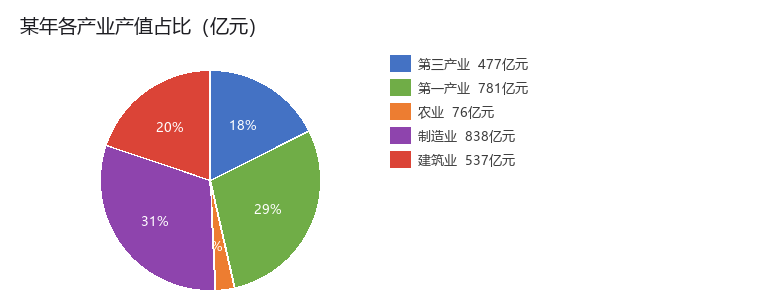 某年各产业产值占比（亿元）
第三产业 477亿元
第一产业 781亿元
农业 76亿元
制造业 838亿元
建筑业 537亿元
18%
20%
29%
31%
%